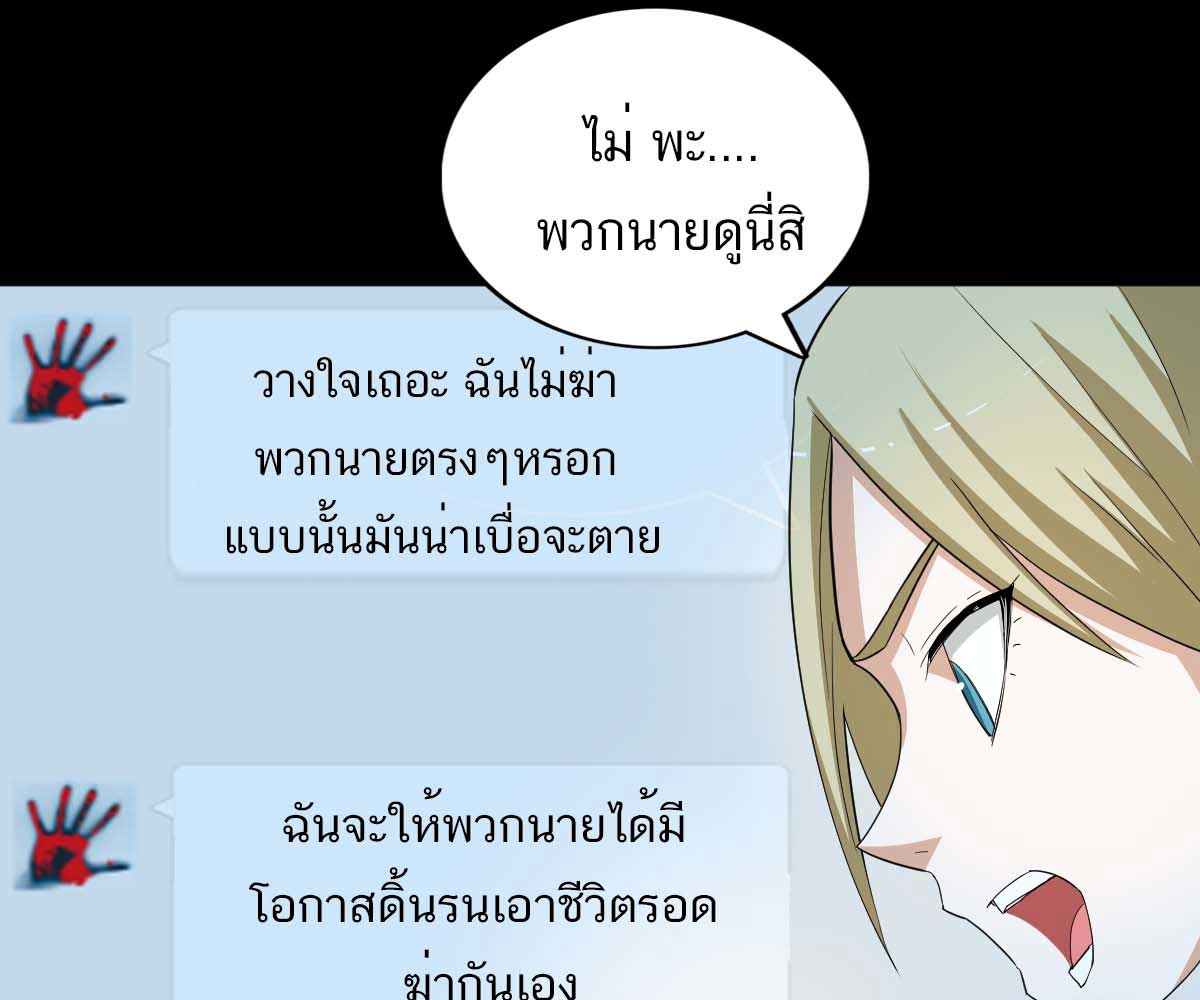 ไม่ พะ....
พวกนายดูนี่สิ
วางใจเถอะ ฉันไม่ฆ่า
พวกนายตรงๆหรอก
แบบนั้นมันน่าเบื่อจะตาย
ฉันจะให้พวกนายได้มี
โอกาสดิ้นรนเอาชีวิตรอด
ฆ่ากันเอง